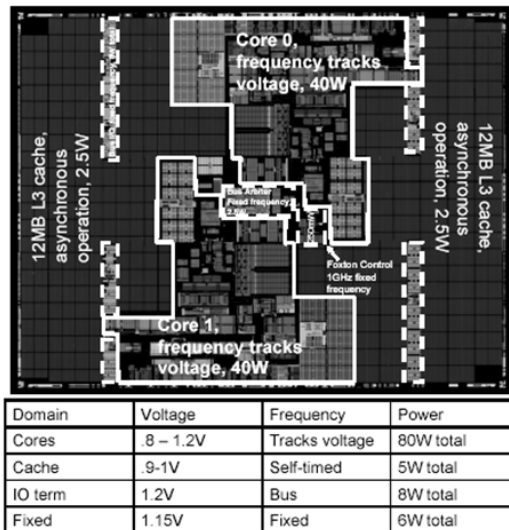 Core 0,
frequency tracks
voltage, 40W
12MB L3 cache,
asynchronous
operation, 2.5W
12MB L3 cache,
asynchronous
operation, 2.5W
Bus Arbiter
Fixed frequency,
Foxton Control
1GHz fixed
frequency
Core 1,
frequency tracks
voltage, 40W
Domain Voltage Frequency Power
Cores .8 – 1.2V Tracks voltage 80W total
Cache .9-1V Self-timed 5W total
IO term 1.2V Bus 8W total
Fixed 1.15V Fixed 6W total